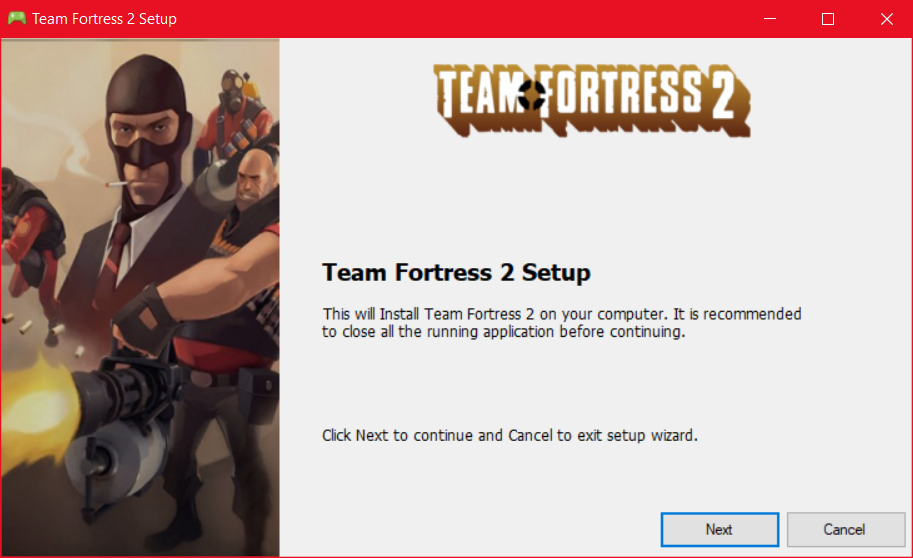 Team Fortress 2 Setup
TEAM FORTRESS 2
Team Fortress 2 Setup
This will Install Team Fortress 2 on your computer. It is recommended
to close all the running application before continuing.
Click Next to continue and Cancel to exit setup wizard.
Next Cancel